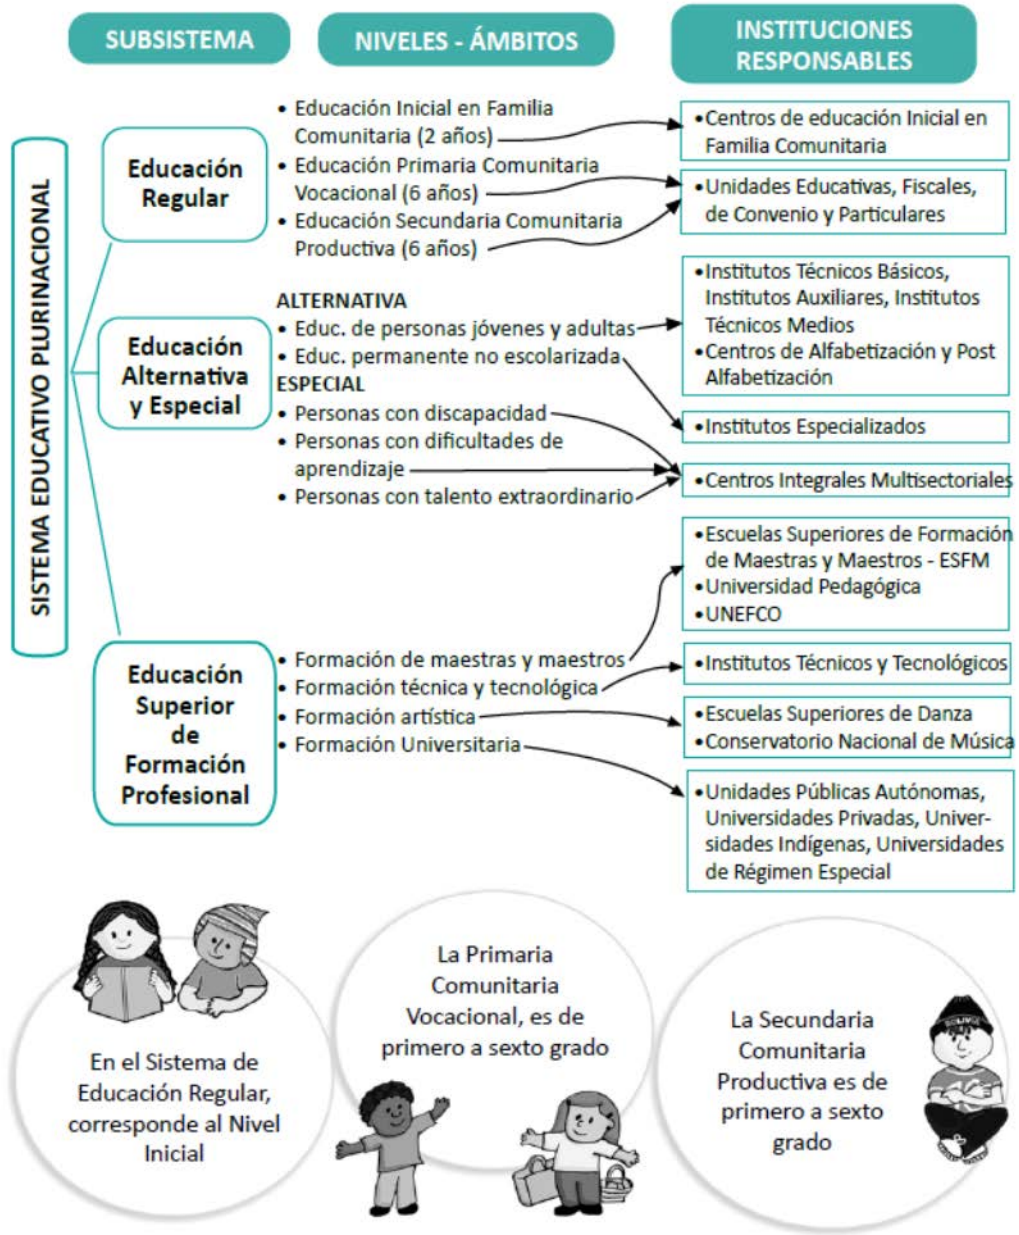 SUBSISTEMA
NIVELES - ÁMBITOS
INSTITUCIONES
RESPONSABLES
SISTEMA EDUCATIVO PLURINACIONAL
Educación
Regular
• Educación Inicial en Familia
Comunitaria (2 años)
• Educación Primaria Comunitaria
Vocacional (6 años)
• Educación Secundaria Comunitaria
Productiva (6 años)
•Centros de educación Inicial en
Familia Comunitaria
•Unidades Educativas, Fiscales,
de Convenio y Particulares
Educación
Alternativa
y Especial
ALTERNATIVA
• Educ. de personas jóvenes y adultas
• Educ. permanente no escolarizada
ESPECIAL
• Personas con discapacidad
• Personas con dificultades de
aprendizaje
• Personas con talento extraordinario
•Institutos Técnicos Básicos,
Institutos Auxiliares, Institutos
Técnicos Medios
•Centros de Alfabetización y Post
Alfabetización
•Institutos Especializados
•Centros Integrales Multisectoriales
Educación
Superior
de
Formación
Profesional
• Formación de maestras y maestros
• Formación técnica y tecnológica
• Formación artística
• Formación Universitaria
•Escuelas Superiores de Formación
de Maestras y Maestros - ESFM
•Universidad Pedagógica
•UNEFCO
•Institutos Técnicos y Tecnológicos
•Escuelas Superiores de Danza
•Conservatorio Nacional de Música
•Unidades Públicas Autónomas,
Universidades Privadas, Univer-
sidades Indígenas, Universidades
de Régimen Especial
En el Sistema de
Educación Regular,
corresponde al Nivel
Inicial
La Primaria
Comunitaria
Vocacional, es de
primero a sexto grado
La Secundaria
Comunitaria
Productiva es de
primero a sexto
grado
BOLIVIA